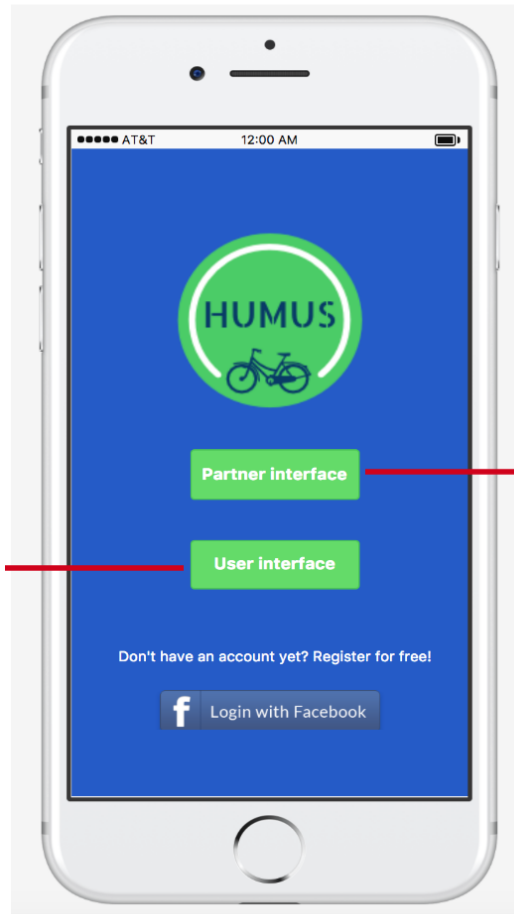 AT&T 12:00 AM
HUMUS
Partner interface
User interface
Don't have an account yet? Register for free!
f Login with Facebook